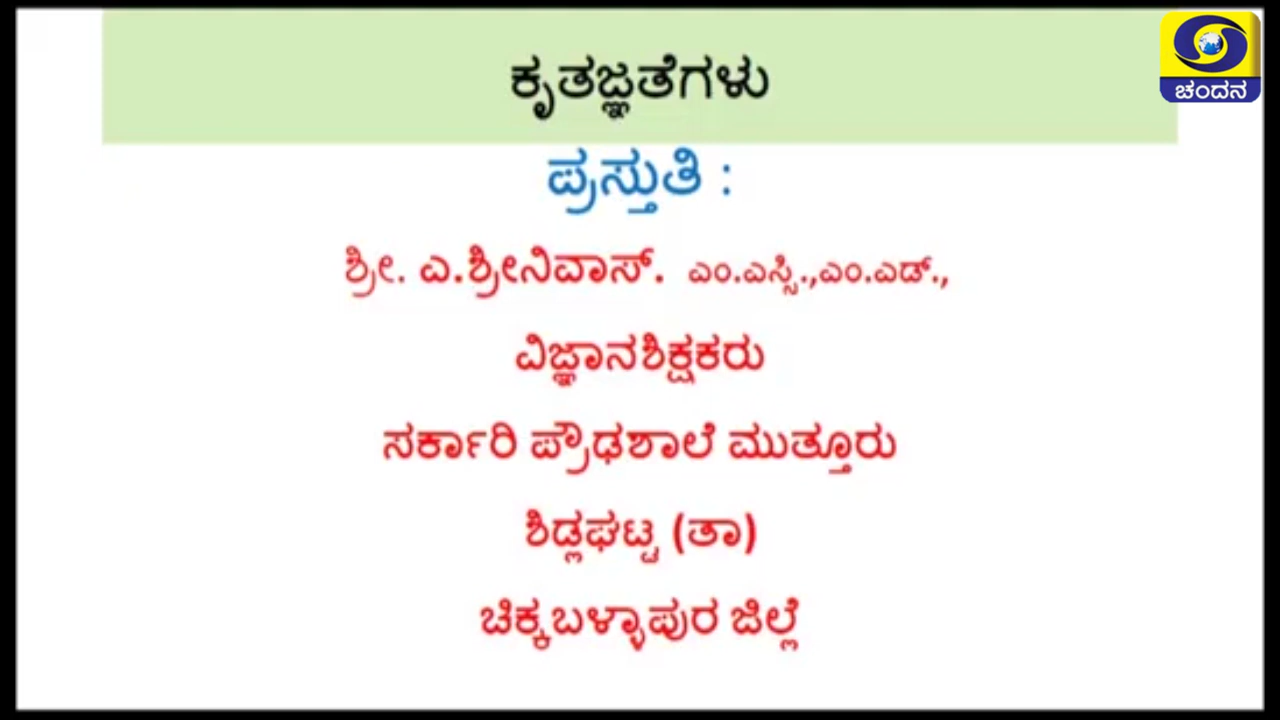 ಕೃತಜ್ಞತೆಗಳು
ಚಂದನ
ಪ್ರಸ್ತುತಿ :
ಶ್ರೀ. ಎ.ಶ್ರೀನಿವಾಸ್. ಎಂ.ಎಸ್ಸಿ.,ಎಂ.ಎಡ್.,
ವಿಜ್ಞಾನಶಿಕ್ಷಕರು
ಸರ್ಕಾರಿ ಪ್ರೌಢಶಾಲೆ ಮುತ್ತೂರು
ಶಿಡ್ಲಘಟ್ಟ (ತಾ)
ಚಿಕ್ಕಬಳ್ಳಾಪುರ ಜಿಲ್ಲೆ